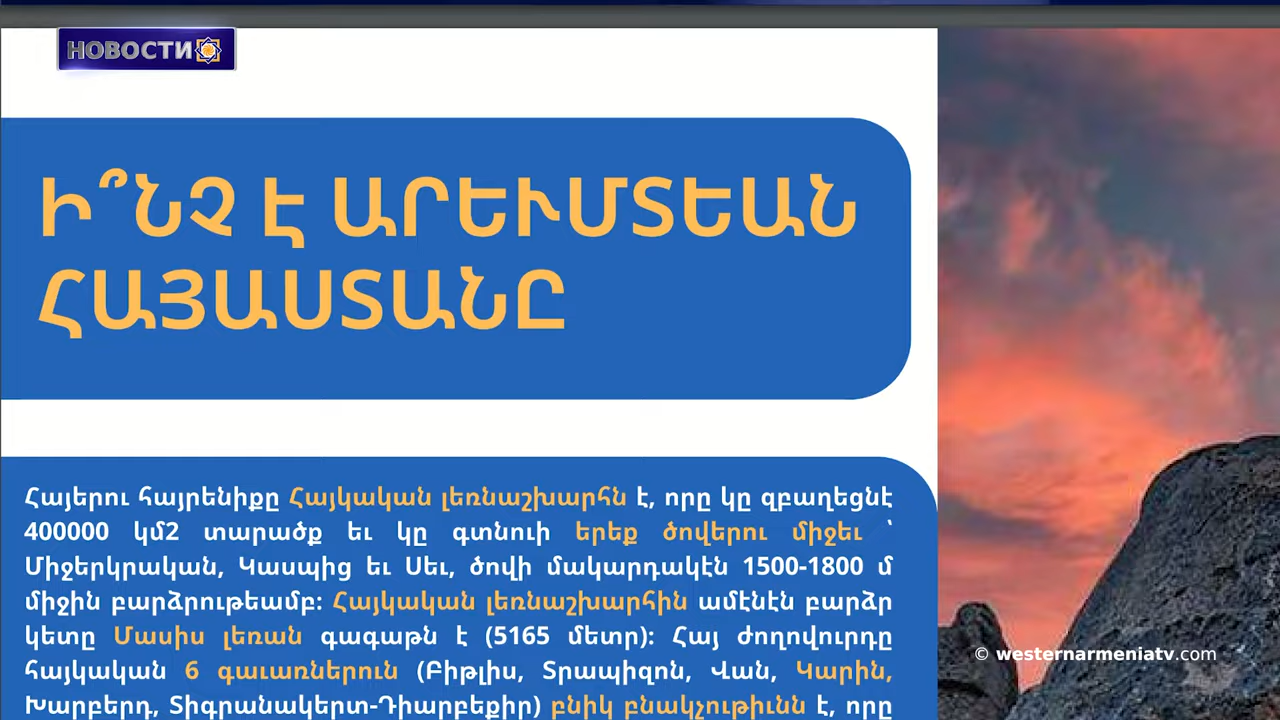 НОВОСТИ
Ի՞ՆՉ Է ԱՐԵՒՄՏԵԱՆ
ՀԱՅԱՍՏԱՆԸ
Հայերու հայրենիքը Հայկական լեռնաշխարհն է, որը կը զբաղեցնէ
400000 կմ2 տարածք եւ կը գտնուի երեք ծովերու միջեւ ՝
Միջերկրական, Կասպից եւ Սեւ, ծովի մակարդակէն 1500-1800 մ
միջին բարձրութեամբ: Հայկական լեռնաշխարհին ամէնէն բարձր
կետը Մասիս լեռան գագաթն է (5165 մետր): Հայ ժողովուրդը
հայկական 6 գաւառներուն (Բիթլիս, Տրապիզոն, Վան, Կարին,
Խարբերդ, Տիգրանակերտ-Դիարբեքիր) բնիկ բնակչութիւնն է, որը
© westernarmeniatv.com